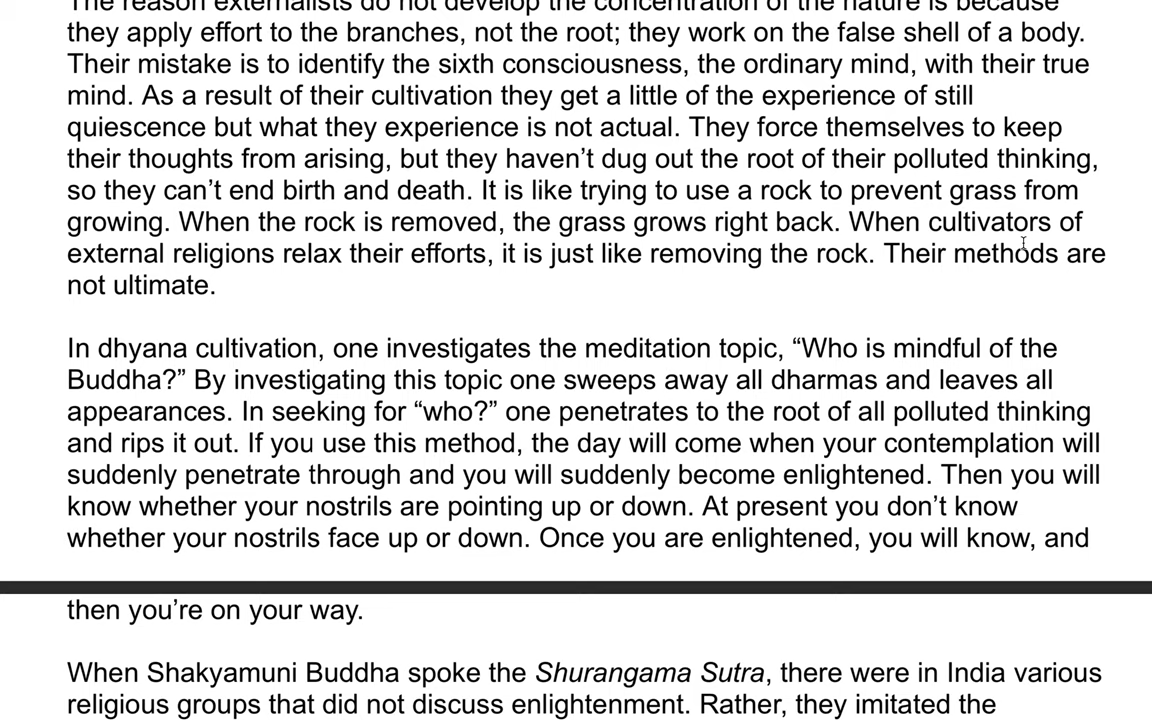 The reason externalists do not develop the concentration of the nature is because
they apply effort to the branches, not the root; they work on the false shell of a body.
Their mistake is to identify the sixth consciousness, the ordinary mind, with their true
mind. As a result of their cultivation they get a little of the experience of still
quiescence but what they experience is not actual. They force themselves to keep
their thoughts from arising, but they haven’t dug out the root of their polluted thinking,
so they can’t end birth and death. It is like trying to use a rock to prevent grass from
growing. When the rock is removed, the grass grows right back. When cultivators of
external religions relax their efforts, it is just like removing the rock. Their methods are
not ultimate.
In dhyana cultivation, one investigates the meditation topic, “Who is mindful of the
Buddha?” By investigating this topic one sweeps away all dharmas and leaves all
appearances. In seeking for “who?” one penetrates to the root of all polluted thinking
and rips it out. If you use this method, the day will come when your contemplation will
suddenly penetrate through and you will suddenly become enlightened. Then you will
know whether your nostrils are pointing up or down. At present you don’t know
whether your nostrils face up or down. Once you are enlightened, you will know, and
then you’re on your way.
When Shakyamuni Buddha spoke the Shurangama Sutra, there were in India various
religious groups that did not discuss enlightenment. Rather, they imitated the